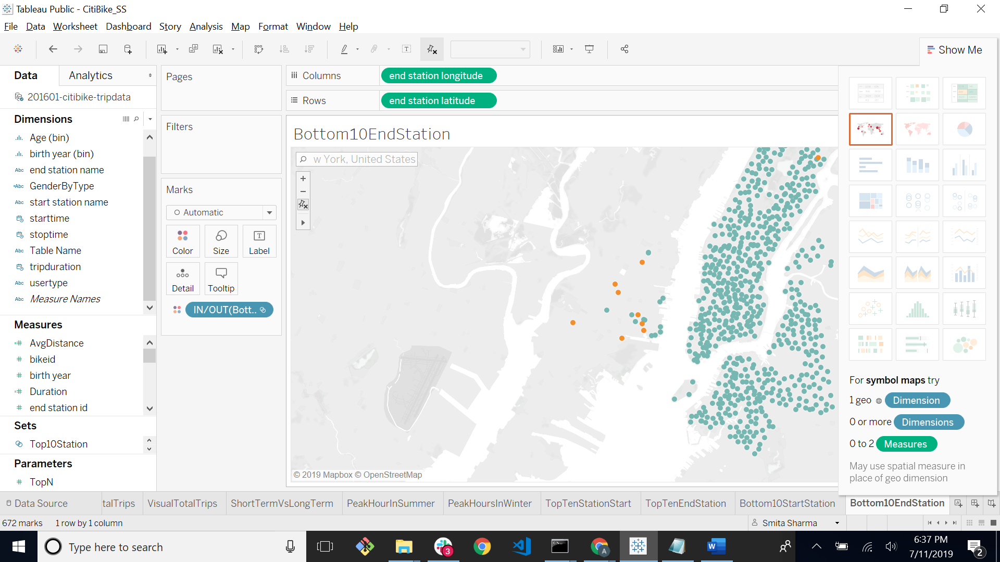 Tableau Public - CitiBike_SS
File Data Worksheet Dashboard Story Analysis Map Format Window Help
Show Me
Data Analytics
201601-citibike-tripdata
Dimensions
Age (bin)
birth year (bin)
Abc end station name
=Abc GenderByType
Abc start station name
starttime
stoptime
Abc Table Name
tripduration
Abc usertype
Abc Measure Names
Measures
=# AvgDistance
# bikeid
# birth year
=# Duration
# end station id
Sets
Top10Station
Parameters
# TopN
Pages
Filters
Marks
Automatic
Color Size Label
Detail Tooltip
IN/OUT(Bott..
Columns end station longitude
Rows end station latitude
Bottom10EndStation
w York, United States
© 2019 Mapbox © OpenStreetMap
For symbol maps try
1 geo Dimension
0 or more Dimensions
0 to 2 Measures
May use spatial measure in
place of geo dimension
Data Source talTrips VisualTotalTrips ShortTermVsLongTerm PeakHourInSummer PeakHoursInWinter TopTenStationStart TopTenEndStation Bottom10StartStation Bottom10EndStation
672 marks 1 row by 1 column Smita Sharma
Type here to search
3
A
W
6:37 PM
7/11/2019
2